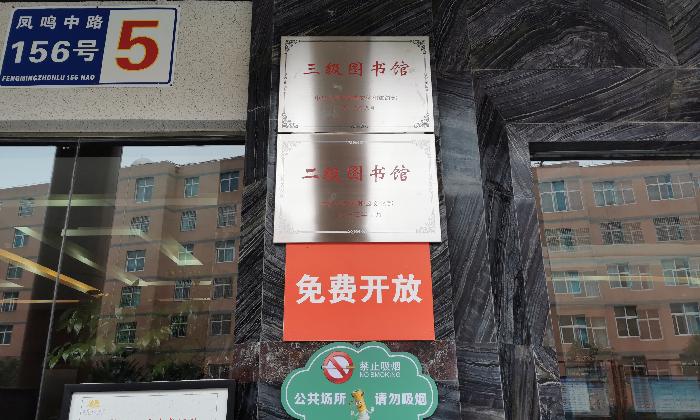 凤鸣中路
156号
5
FENGMINGZHONGLU 156 HAO
三级图书馆
三级图书馆
免费开放
禁止吸烟
NO SMOKING
公共场所 请勿吸烟